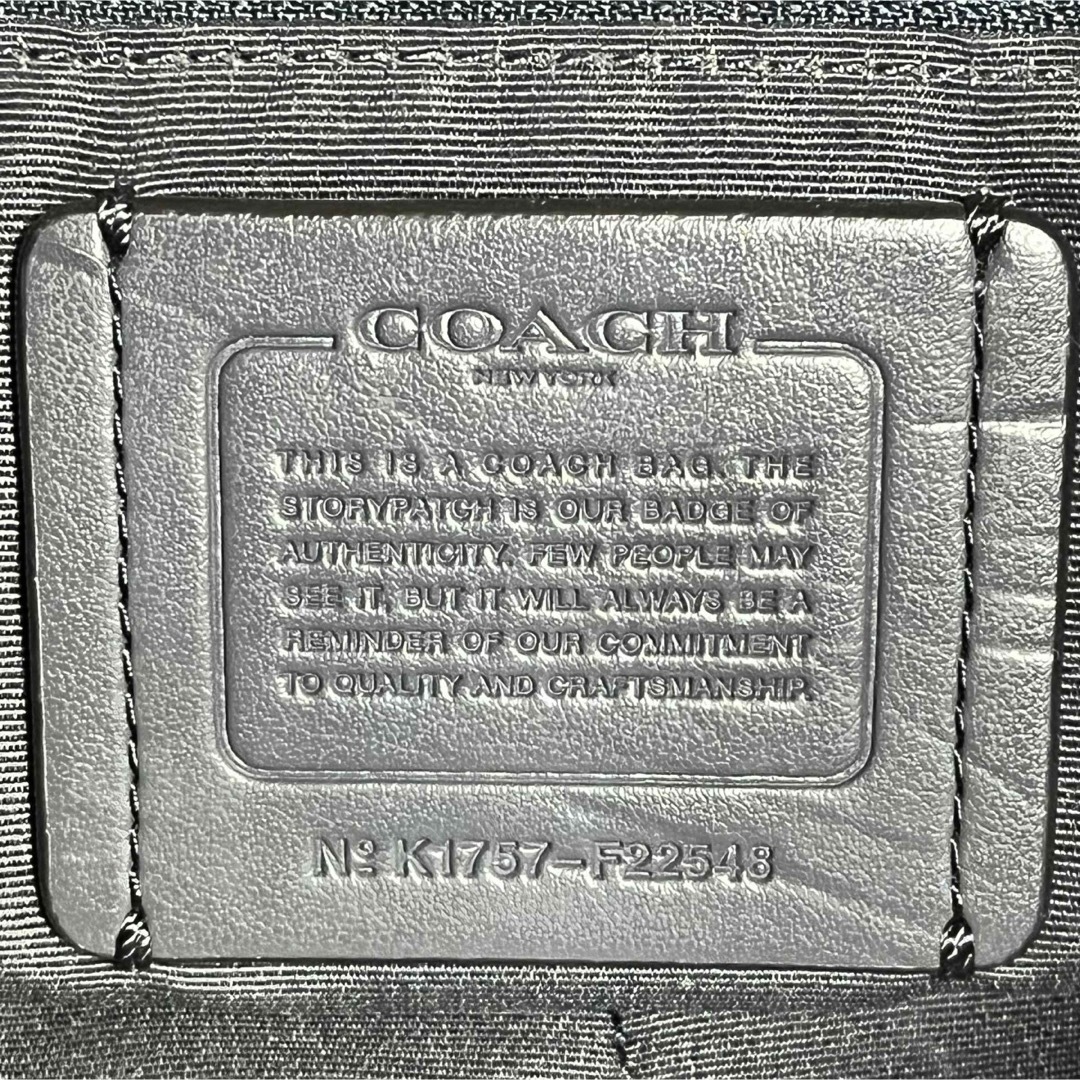 COACH
NEW YORK
THIS IS A COACH BAG. THE
STORYPATCH IS OUR BADGE OF
AUTHENTICITY. FEW PEOPLE MAY
SEE IT, BUT IT WILL ALWAYS BE A
REMINDER OF OUR COMMITMENT
TO QUALITY AND CRAFTSMANSHIP.
Nº K1757-F22548